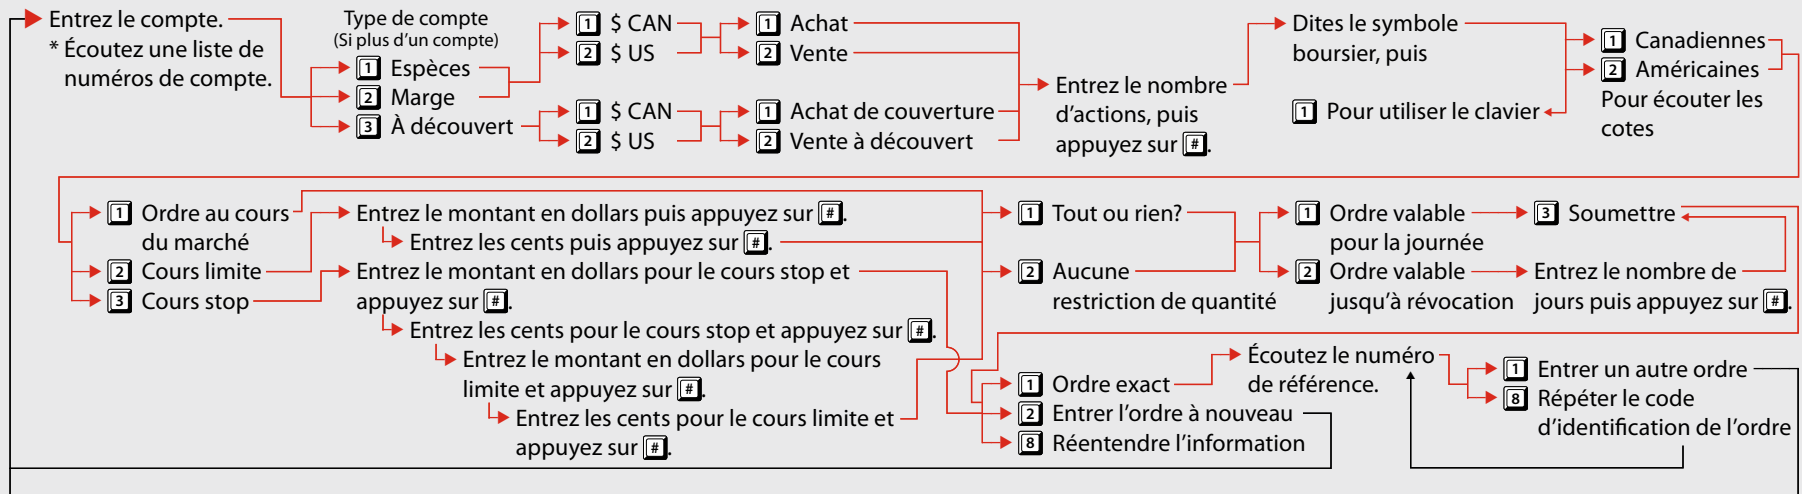 Entrez le compte.
* Écoutez une liste de
numéros de compte.
Type de compte
(Si plus d'un compte)
1 Espèces
2 Marge
3 À découvert
1 $ CAN
2 $ US
1 $ CAN
2 $ US
1 Achat
2 Vente
1 Achat de couverture
2 Vente à découvert
Entrez le nombre
d'actions, puis
appuyez sur #.
Dites le symbole
boursier, puis
1 Pour utiliser le clavier
1 Canadiennes
2 Américaines
Pour écouter les
cotes
1 Ordre au cours
du marché
2 Cours limite
3 Cours stop
Entrez le montant en dollars puis appuyez sur #.
Entrez les cents puis appuyez sur #.
Entrez le montant en dollars pour le cours stop et
appuyez sur #.
Entrez les cents pour le cours stop et appuyez sur #.
Entrez le montant en dollars pour le cours
limite et appuyez sur #.
Entrez les cents pour le cours limite et
appuyez sur #.
1 Tout ou rien?
2 Aucune
restriction de quantité
1 Ordre valable
pour la journée
2 Ordre valable
jusqu'à révocation
3 Soumettre
Entrez le nombre de
jours puis appuyez sur #.
1 Ordre exact
2 Entrer l'ordre à nouveau
8 Réentendre l'information
Écoutez le numéro
de référence.
1 Entrer un autre ordre
8 Répéter le code
d'identification de l'ordre